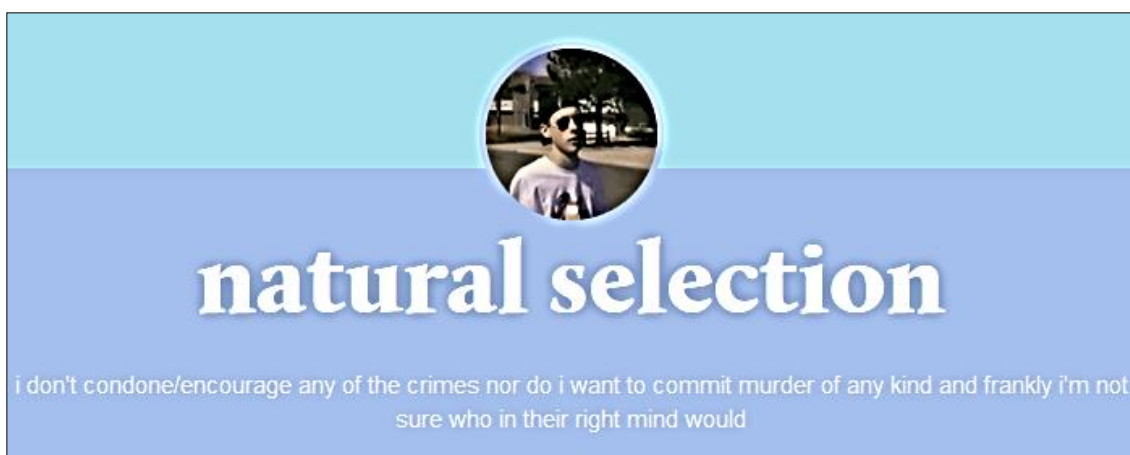 natural selection
i don't condone/encourage any of the crimes nor do i want to commit murder of any kind and frankly i'm not
sure who in their right mind would